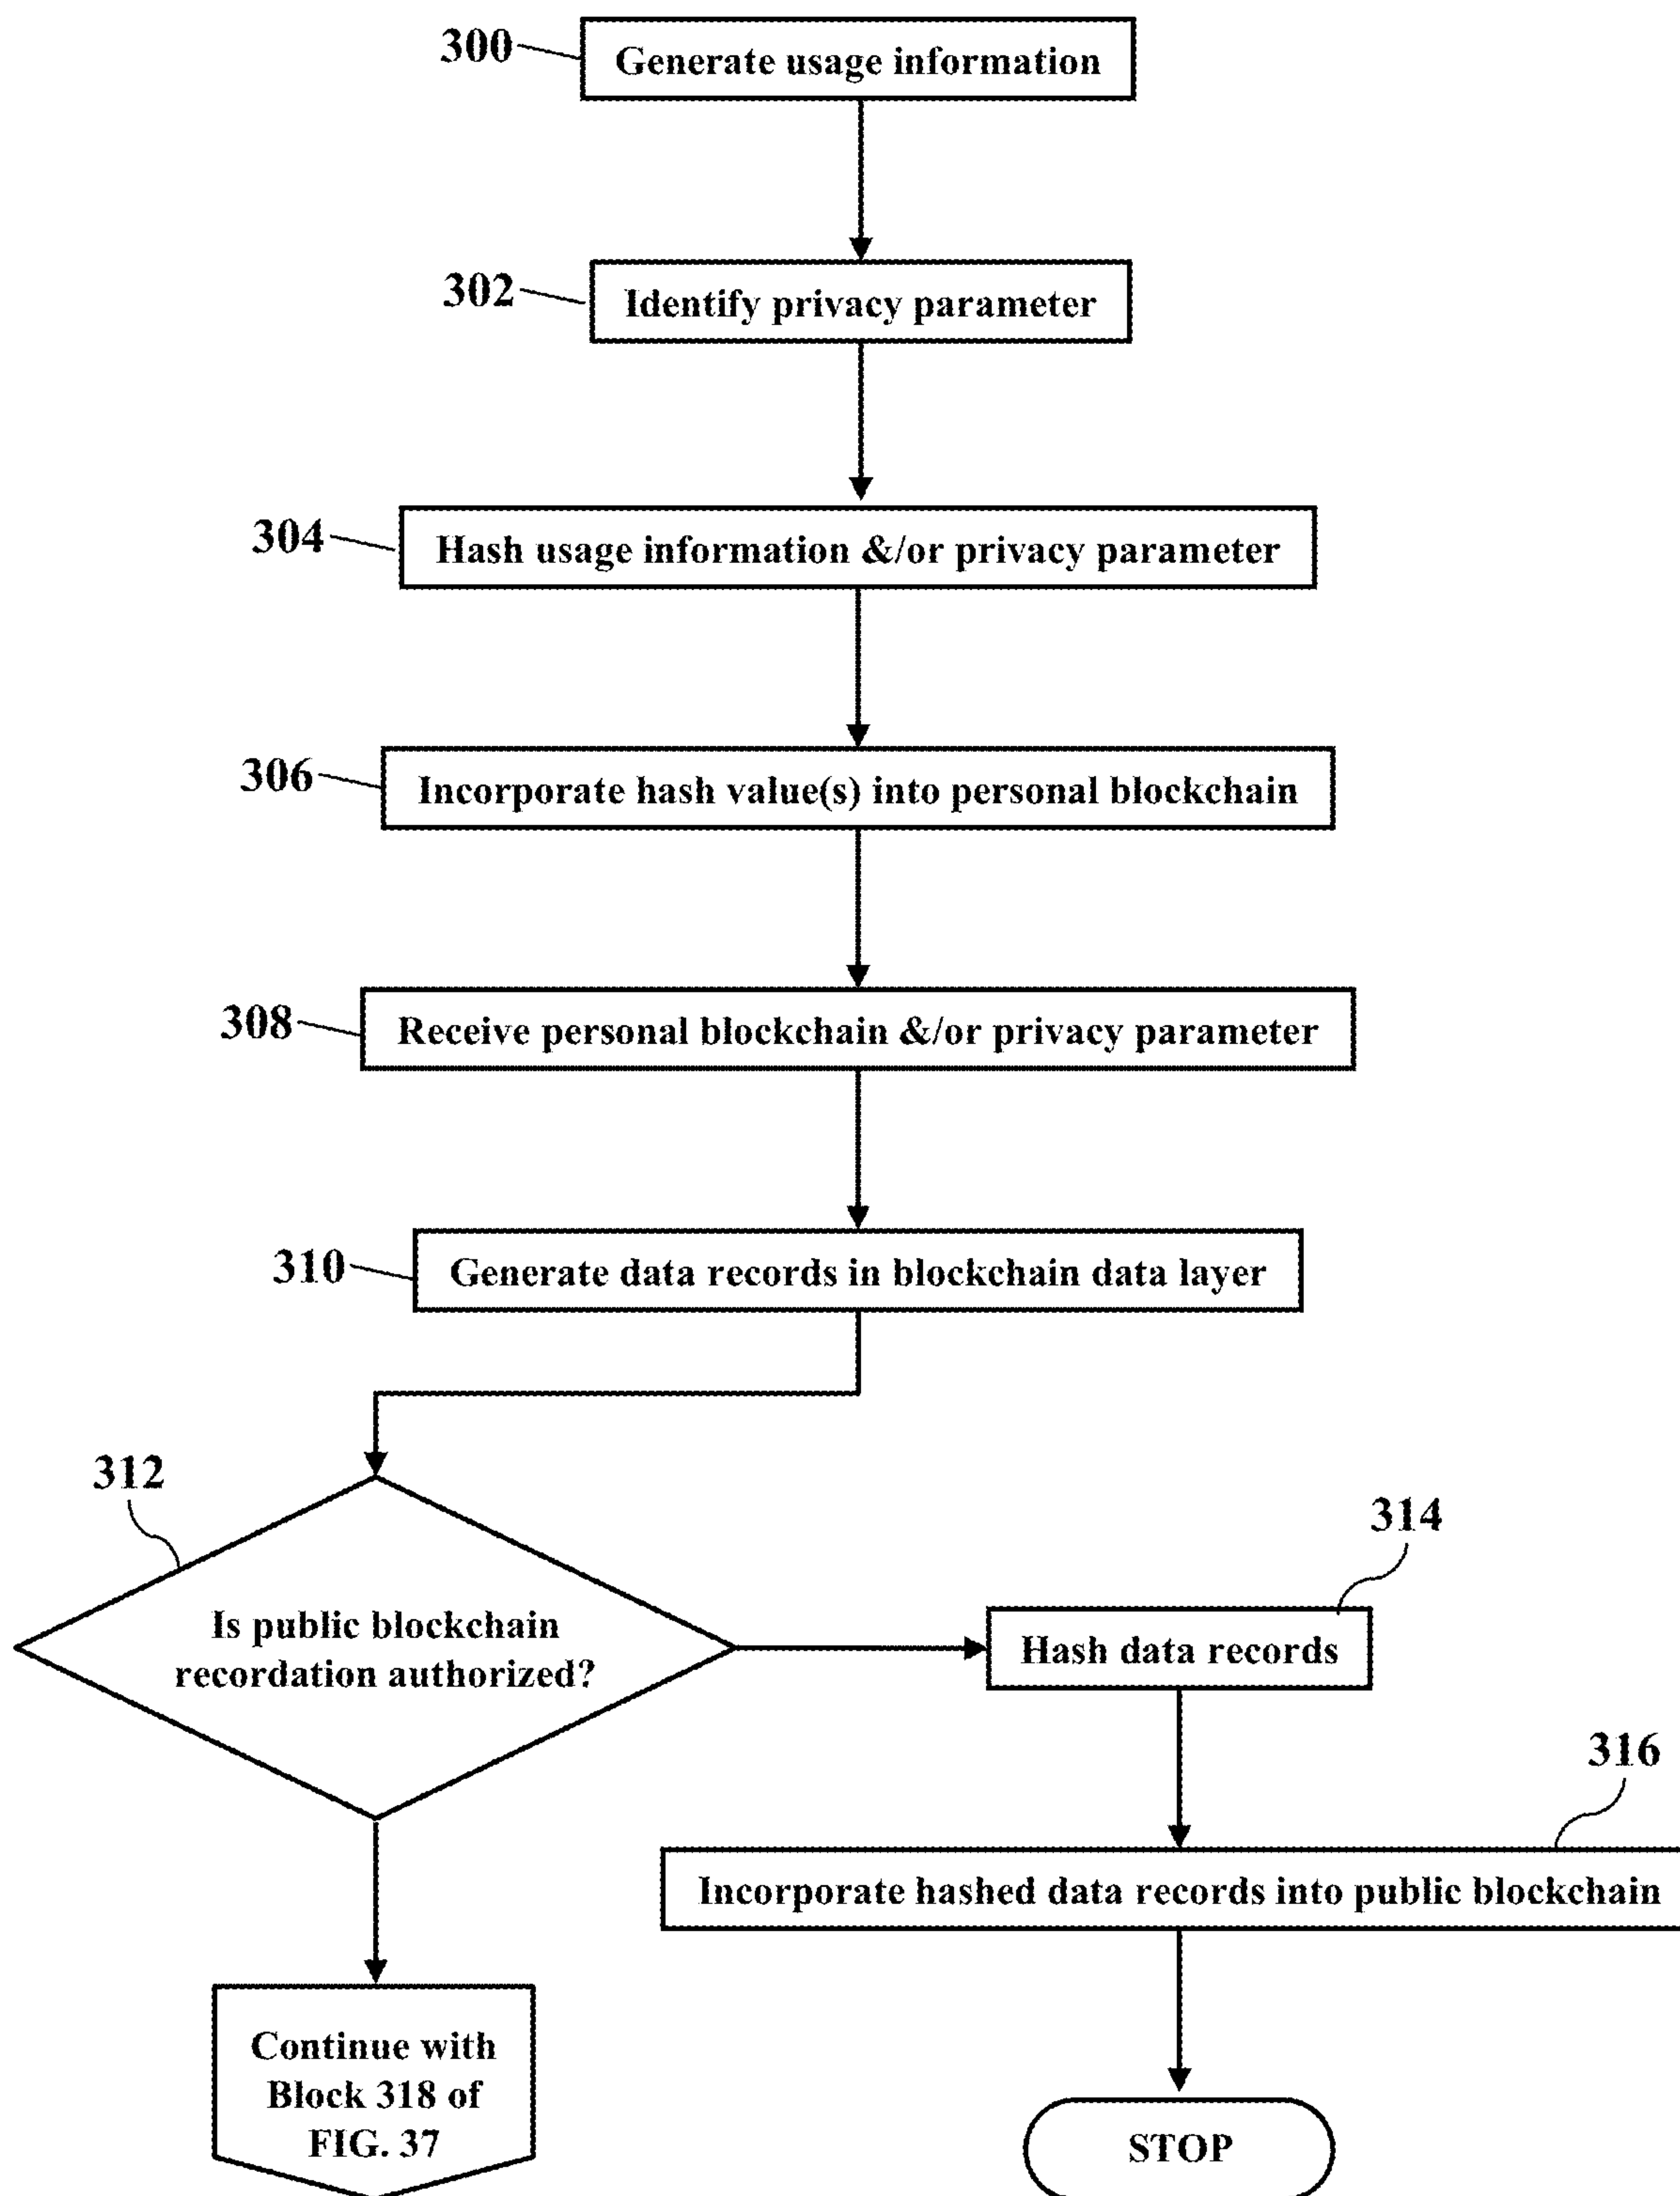 300
Generate usage information
302
Identify privacy parameter
304
Hash usage information &/or privacy parameter
306
Incorporate hash value(s) into personal blockchain
308
Receive personal blockchain &/or privacy parameter
310
Generate data records in blockchain data layer
312
Is public blockchain
recordation authorized?
314
Hash data records
316
Incorporate hashed data records into public blockchain
Continue with
Block 318 of
FIG. 37
STOP